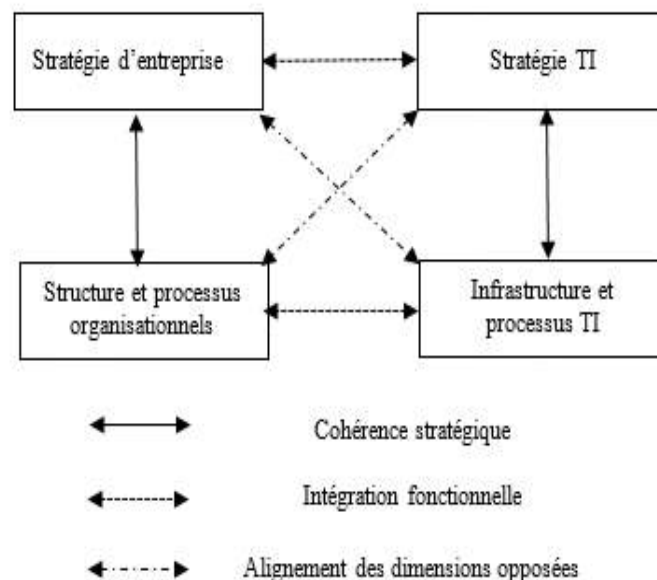 Stratégie d’entreprise
Stratégie TI
Structure et processus
organisationnels
Infrastructure et
processus TI
Cohérence stratégique
Intégration fonctionnelle
Alignement des dimensions opposées